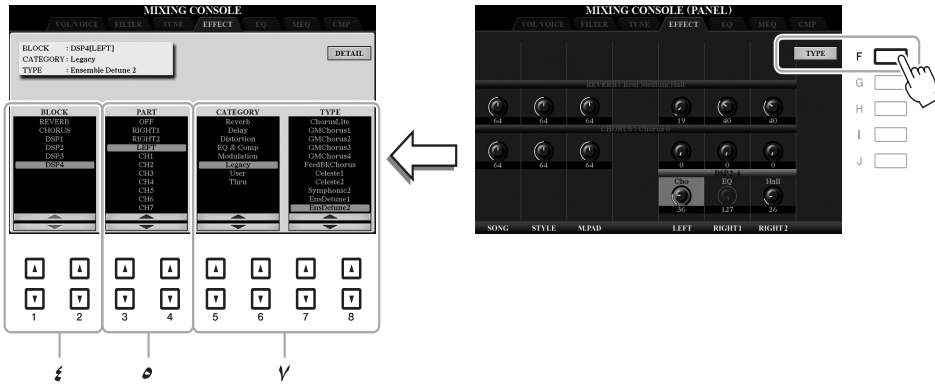 MIXING CONSOLE
VOL/VOICE FILTER TUNE EFFECT EQ MEQ CMP
BLOCK : DSP4[LEFT]
CATEGORY : Legacy
TYPE : Ensemble Detune 2
DETAIL
BLOCK
REVERB
CHORUS
DSP1
DSP2
DSP3
DSP4
PART
OFF
RIGHT1
RIGHT2
LEFT
CH1
CH2
CH3
CH4
CH5
CH6
CH7
CATEGORY
Reverb
Delay
Distortion
EQ & Comp
Modulation
Legacy
User
Thru
TYPE
ChorusLite
GMChorus1
GMChorus2
GMChorus3
GMChorus4
FeedBkChorus
Celeste1
Celeste2
Symphonic2
EnsDetune1
EnsDetune2
1 2 3 4 5 6 7 8
٤ ٥ ٧
MIXING CONSOLE (PANEL)
VOL/VOICE FILTER TUNE EFFECT EQ MEQ CMP
TYPE
F
G
H
I
J
REVERB : Real Medium Hall
64 64 64 19 40 40
CHORUS : Chorus6
64 64 64 0 0 0
DSP2-4
Cho EQ Hall
36 127 26
SONG STYLE M.PAD LEFT RIGHT1 RIGHT2